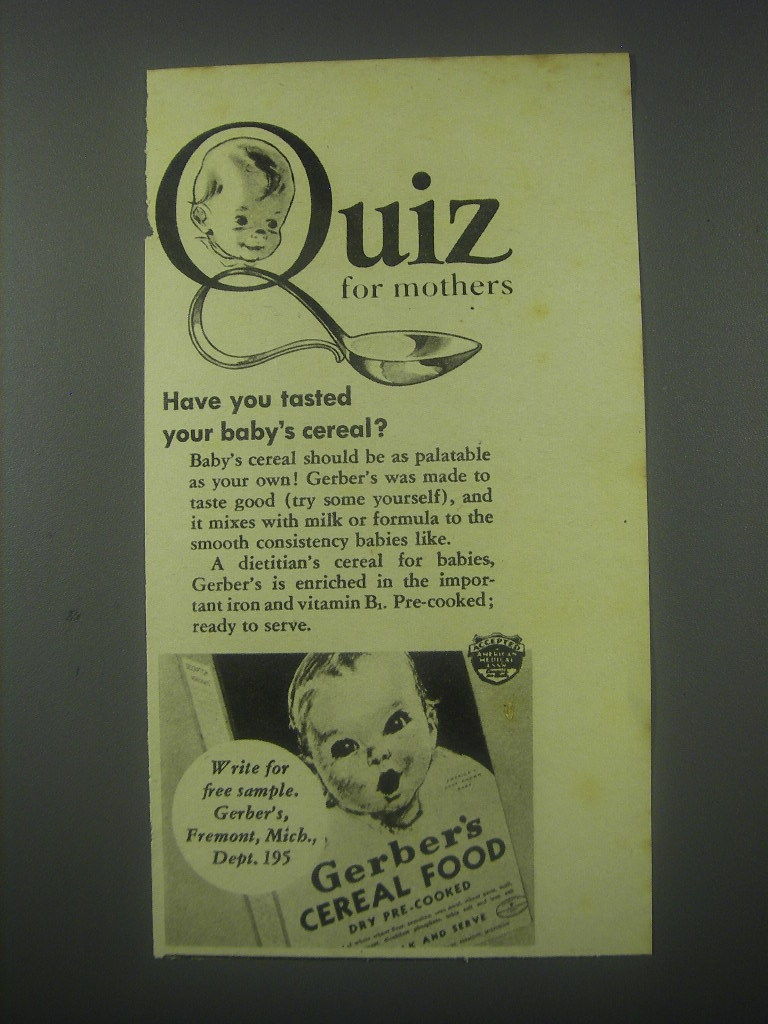 Quiz
for mothers
Have you tasted
your baby's cereal?
Baby's cereal should be as palatable
as your own! Gerber's was made to
taste good (try some yourself), and
it mixes with milk or formula to the
smooth consistency babies like.
A dietitian's cereal for babies,
Gerber's is enriched in the impor-
tant iron and vitamin B₁. Pre-cooked;
ready to serve.
ACCEPTED
AMERICAN
MEDICAL
ASSN
Write for
free sample.
Gerber's,
Fremont, Mich.,
Dept. 195
Gerber's
CEREAL FOOD
DRY PRE-COOKED
AND SERVE